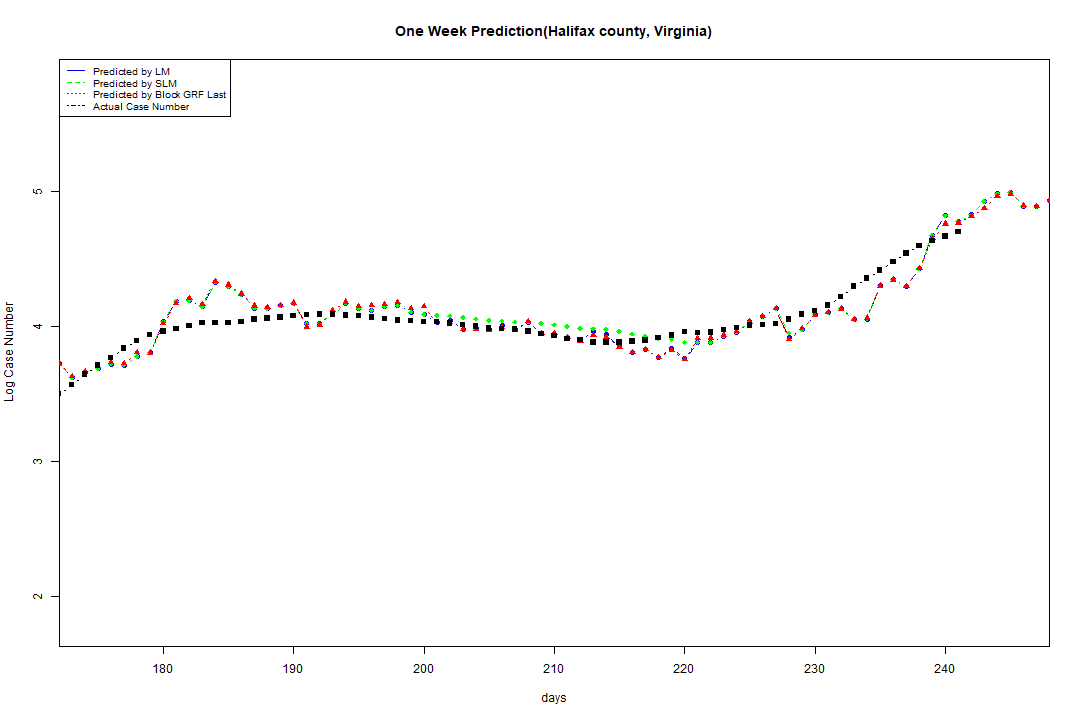 One Week Prediction(Halifax county, Virginia)
Predicted by LM
Predicted by SLM
Predicted by Block GRF Last
Actual Case Number
Log Case Number
5
4
3
2
180 190 200 210 220 230 240
days